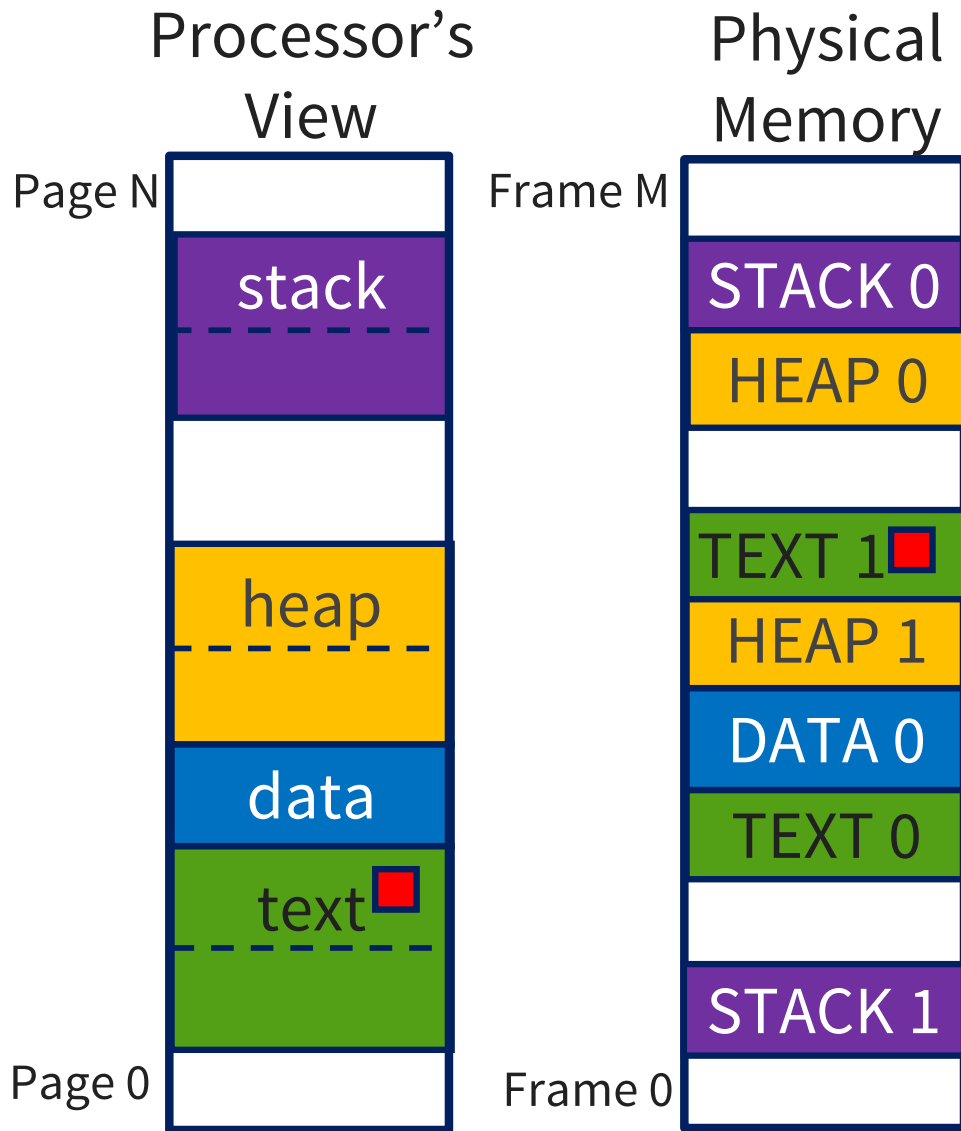 Processor’s
View
Page N
stack
heap
data
text
Page 0
Physical
Memory
Frame M
STACK 0
HEAP 0
TEXT 1
HEAP 1
DATA 0
TEXT 0
STACK 1
Frame 0